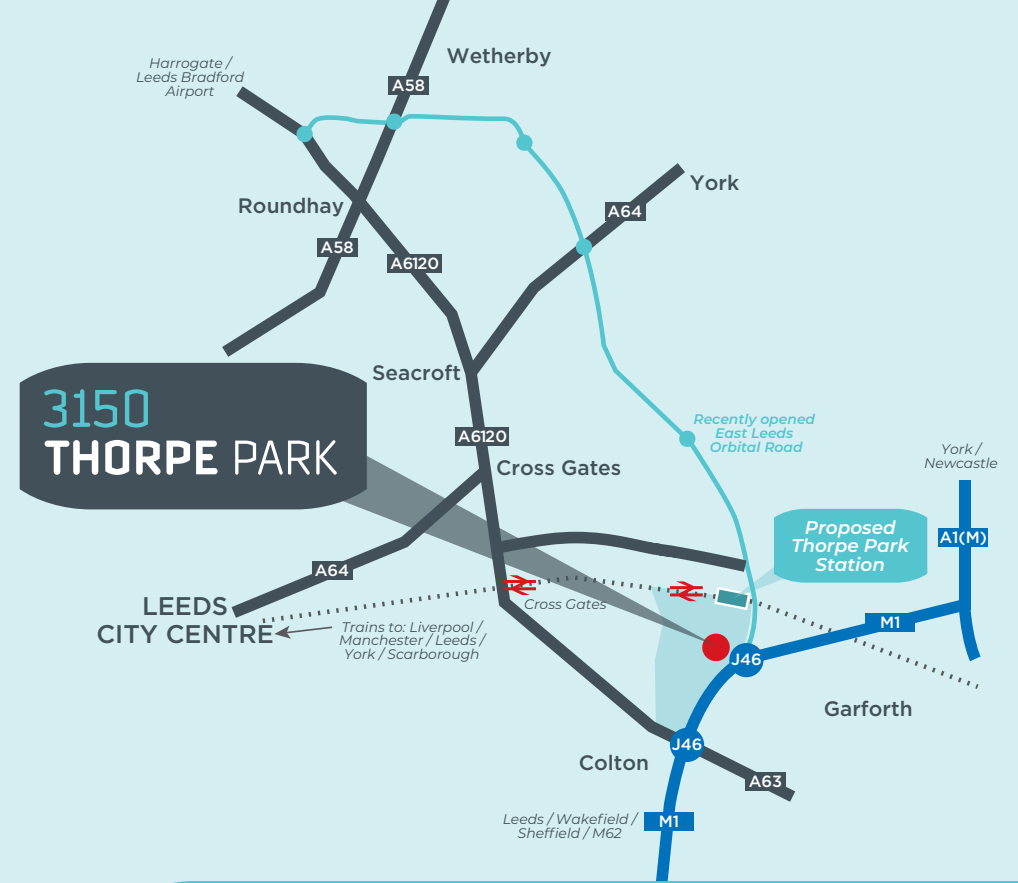 Wetherby
Harrogate /
Leeds Bradford
Airport
A58
York
A64
Roundhay
A58
A6120
Seacroft
3150
THORPE PARK
Recently opened
East Leeds
Orbital Road
A6120
Cross Gates
York /
Newcastle
Proposed
Thorpe Park
Station
A1(M)
A64
LEEDS
CITY CENTRE
Cross Gates
Trains to: Liverpool /
Manchester / Leeds /
York / Scarborough
M1
J46
Garforth
J46
Colton
A63
Leeds / Wakefield /
Sheffield / M62
M1